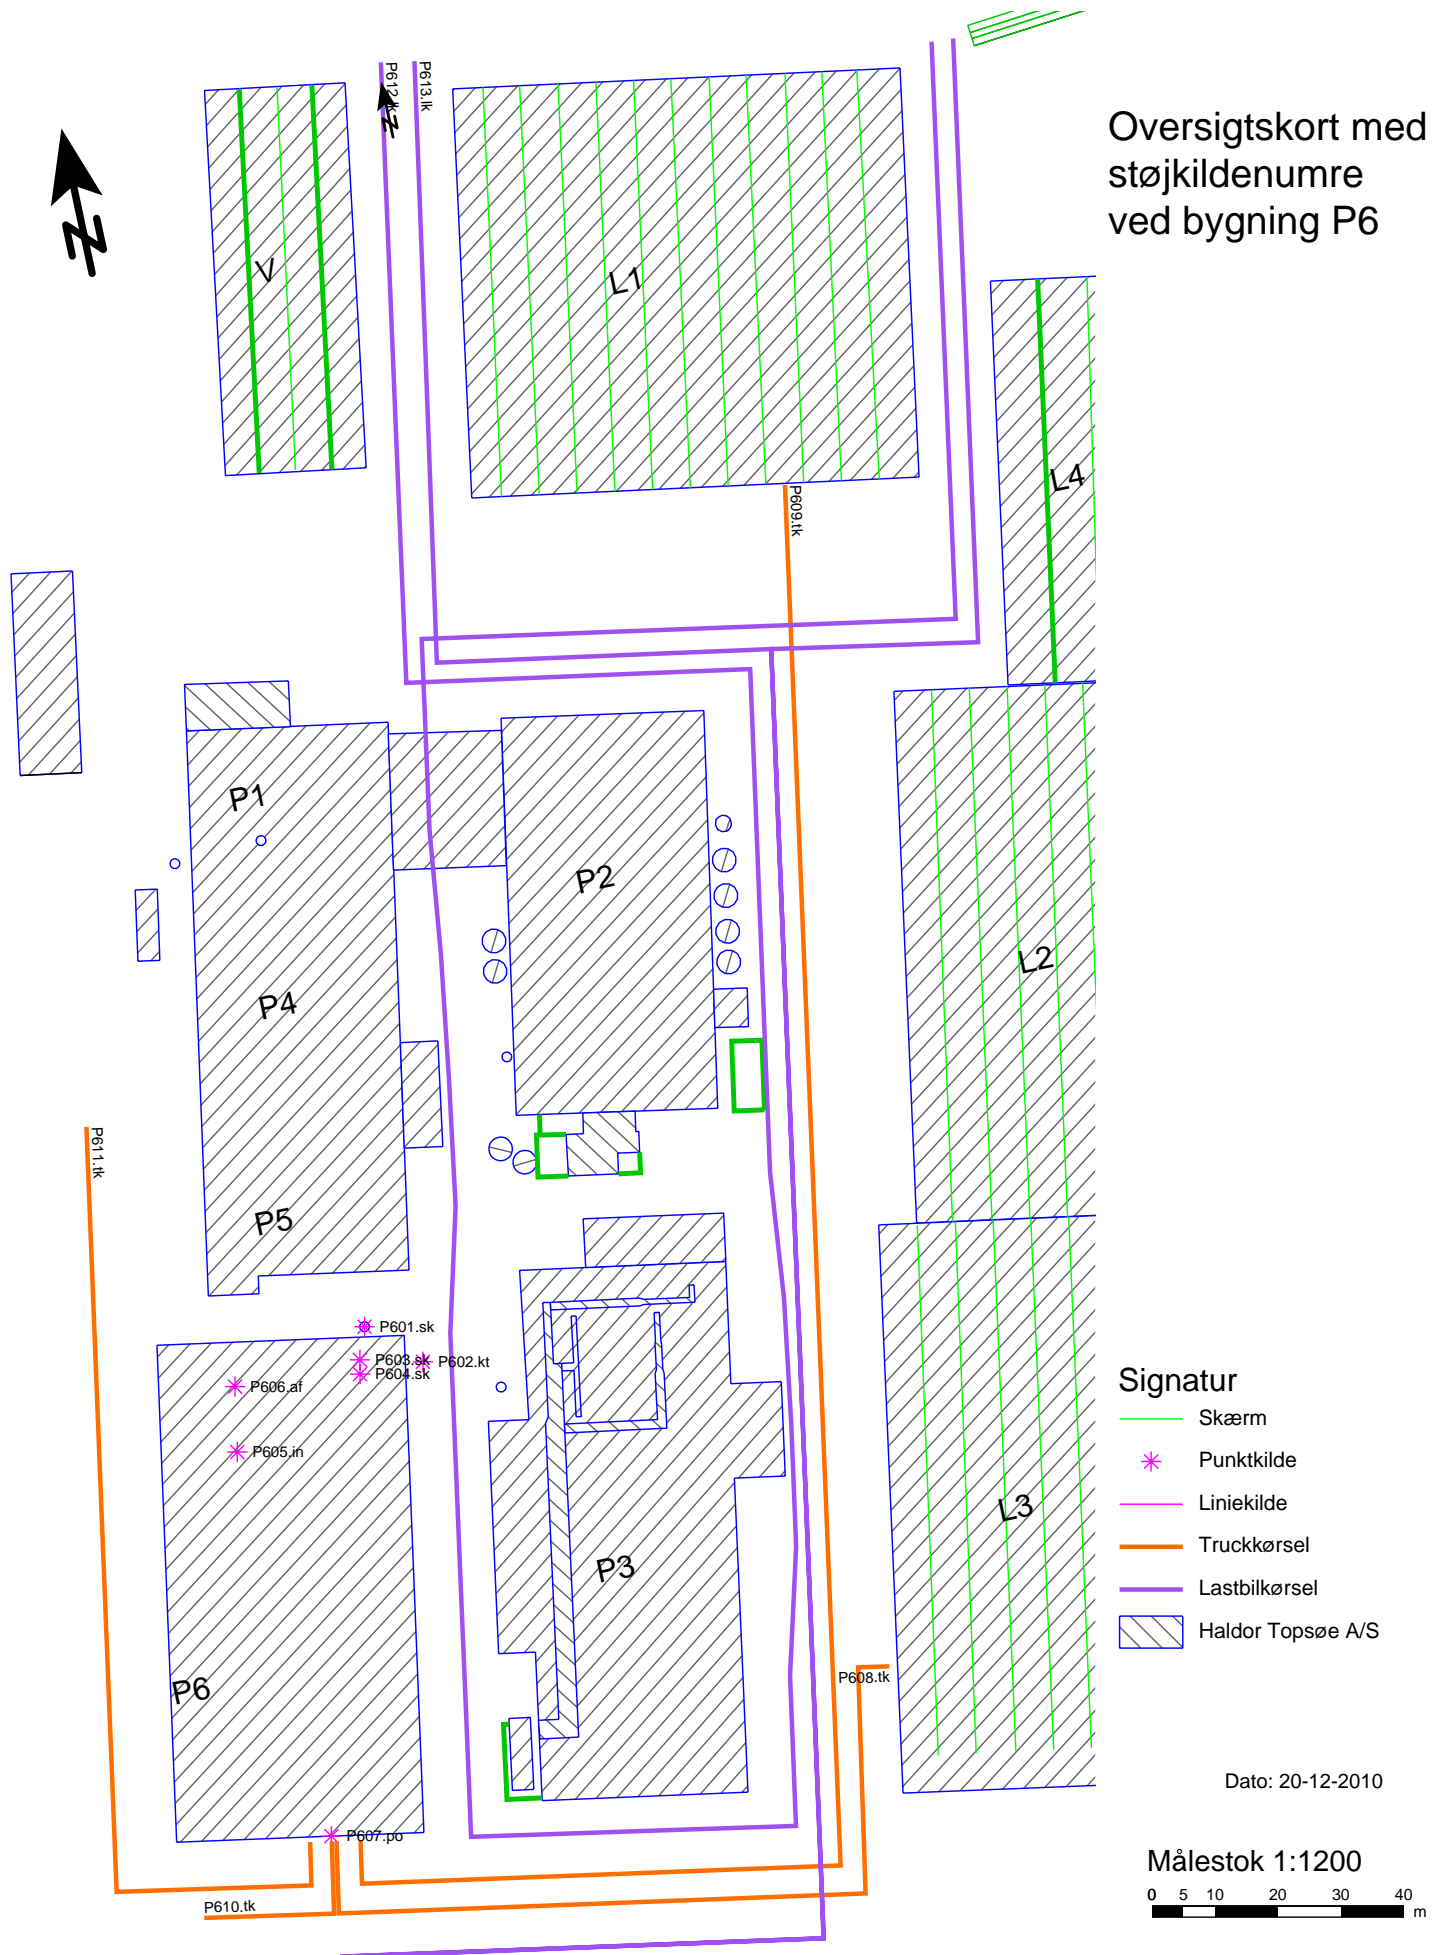 Oversigtskort med
støjkildenumre
ved bygning P6
P612.lk
P613.lk
V
L1
L4
P609.tk
P1
P2
L2
P4
P611.tk
P5
P601.sk
P603.sk
P602.kt
P604.sk
P606.af
P605.in
L3
P3
P6
P608.tk
P607.po
P610.tk
Signatur
Skærm
Punktkilde
Liniekilde
Truckkørsel
Lastbilkørsel
Haldor Topsøe A/S
Dato: 20-12-2010
Målestok 1:1200
0 5 10 20 30 40
m